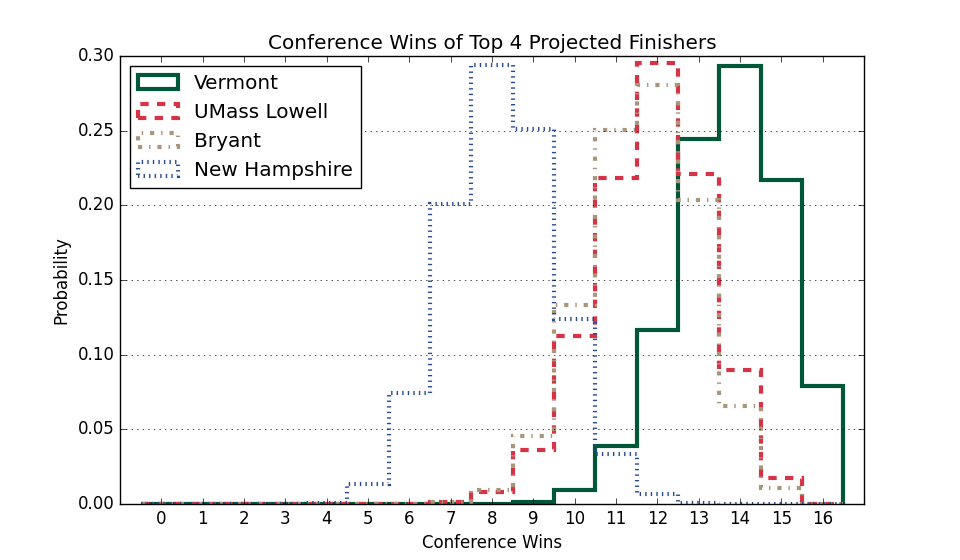 Conference Wins of Top 4 Projected Finishers
Vermont
UMass Lowell
Bryant
New Hampshire
Probability
0.30
0.25
0.20
0.15
0.10
0.05
0.00
0 1 2 3 4 5 6 7 8 9 10 11 12 13 14 15 16
Conference Wins